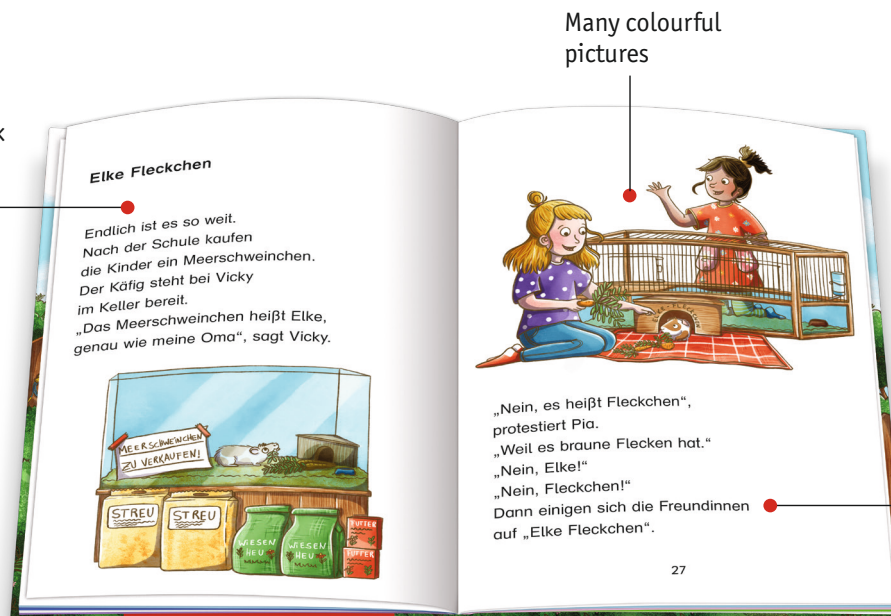 Many colourful
pictures
Elke Fleckchen
Endlich ist es so weit.
Nach der Schule kaufen
die Kinder ein Meerschweinchen.
Der Käfig steht bei Vicky
im Keller bereit.
„Das Meerschweinchen heißt Elke,
genau wie meine Oma“, sagt Vicky.
MEERSCHWEINCHEN
ZU VERKAUFEN!
STREU
STREU
WIESEN
HEU
WIESEN
HEU
FUTTER
FUTTER
„Nein, es heißt Fleckchen“,
protestiert Pia.
„Weil es braune Flecken hat.“
„Nein, Elke!“
„Nein, Fleckchen!“
Dann einigen sich die Freundinnen
auf „Elke Fleckchen“.
27